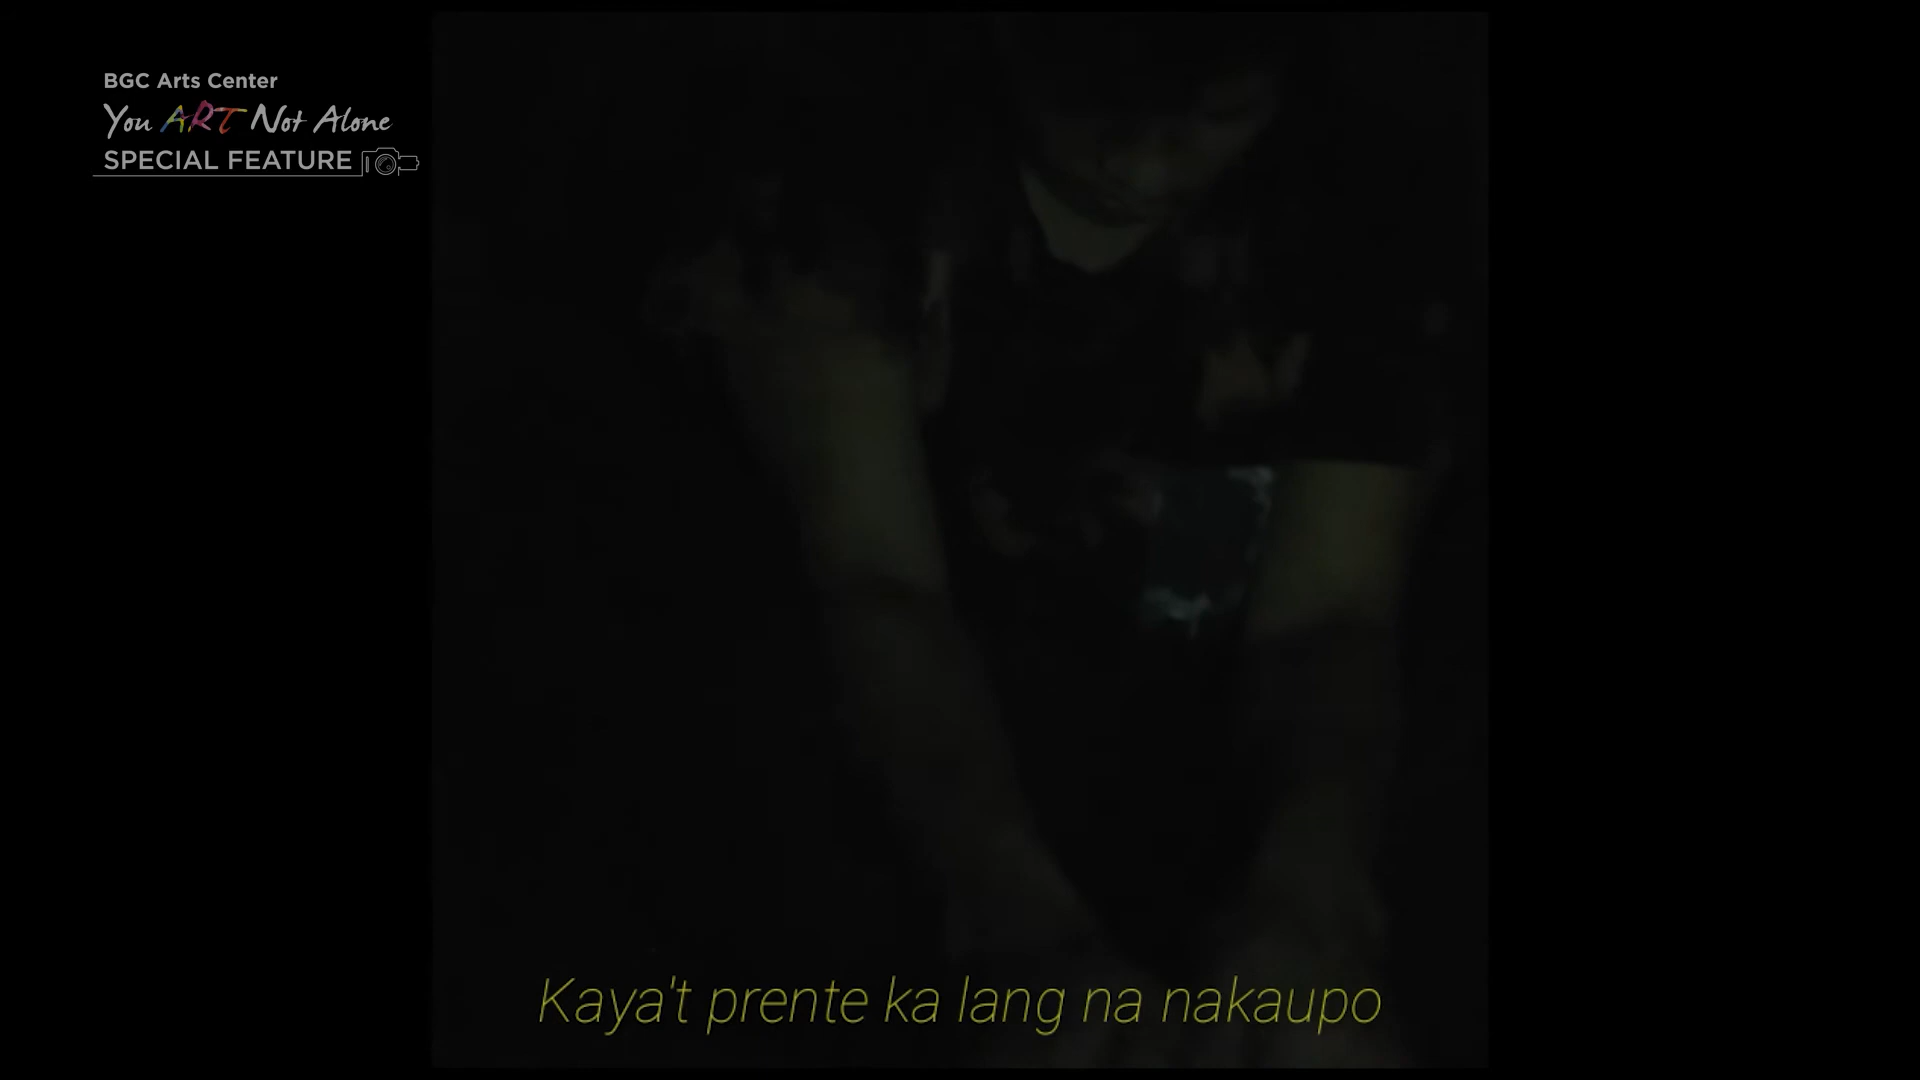 BGC Arts Center
You ART Not Alone
SPECIAL FEATURE
Kaya't prente ka lang na nakaupo